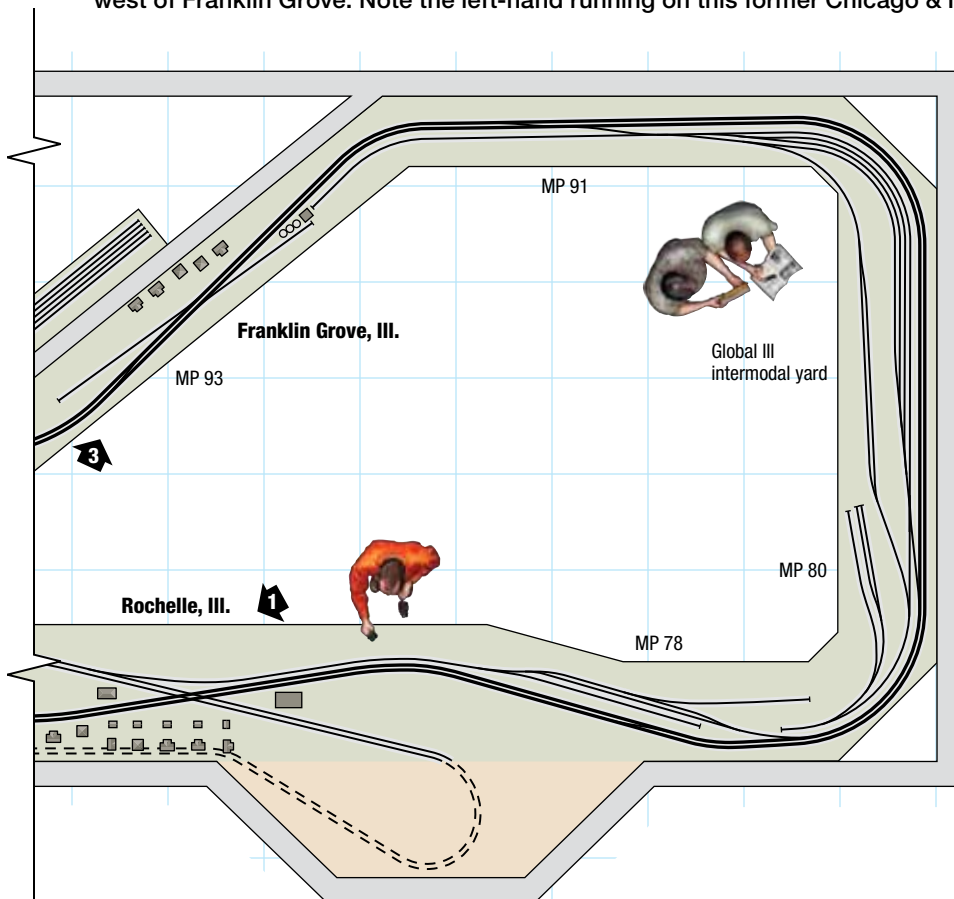 west of Franklin Grove. Note the left-hand running on this former Chicago &
MP 91
Global III
intermodal yard
Franklin Grove, Ill.
MP 93
3
MP 80
1
Rochelle, Ill.
MP 78